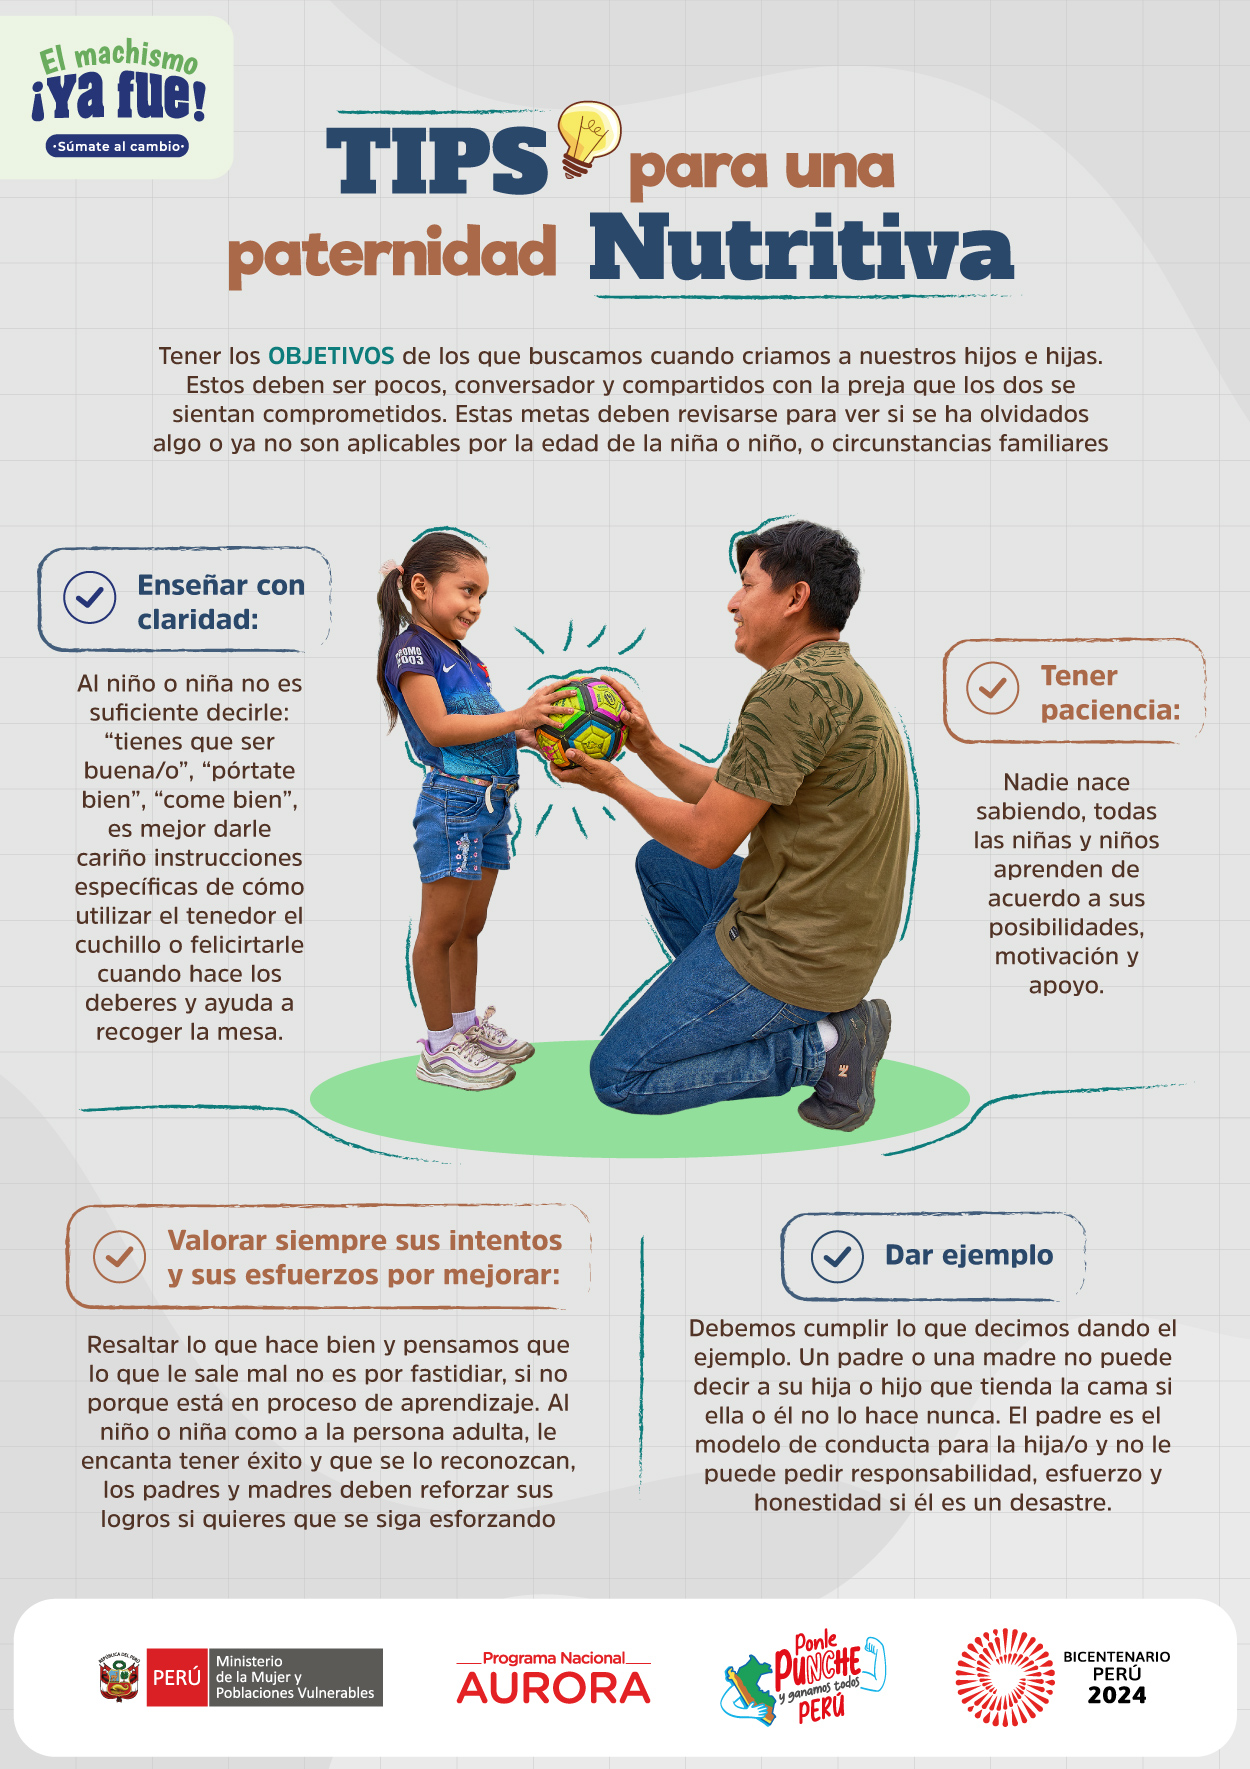 El machismo
¡Ya fue!
·Súmate al cambio·
TIPS para una
paternidad Nutritiva
Tener los OBJETIVOS de los que buscamos cuando criamos a nuestros hijos e hijas.
Estos deben ser pocos, conversador y compartidos con la preja que los dos se
sientan comprometidos. Estas metas deben revisarse para ver si se ha olvidados
algo o ya no son aplicables por la edad de la niña o niño, o circunstancias familiares
Enseñar con
claridad:
Al niño o niña no es
suficiente decirle:
“tienes que ser
buena/o”, “pórtate
bien”, “come bien”,
es mejor darle
cariño instrucciones
específicas de cómo
utilizar el tenedor el
cuchillo o felicirtarle
cuando hace los
deberes y ayuda a
recoger la mesa.
PROMO
2003
Tener
paciencia:
Nadie nace
sabiendo, todas
las niñas y niños
aprenden de
acuerdo a sus
posibilidades,
motivación y
apoyo.
Valorar siempre sus intentos
y sus esfuerzos por mejorar:
Resaltar lo que hace bien y pensamos que
lo que le sale mal no es por fastidiar, si no
porque está en proceso de aprendizaje. Al
niño o niña como a la persona adulta, le
encanta tener éxito y que se lo reconozcan,
los padres y madres deben reforzar sus
logros si quieres que se siga esforzando
Dar ejemplo
Debemos cumplir lo que decimos dando el
ejemplo. Un padre o una madre no puede
decir a su hija o hijo que tienda la cama si
ella o él no lo hace nunca. El padre es el
modelo de conducta para la hija/o y no le
puede pedir responsabilidad, esfuerzo y
honestidad si él es un desastre.
REPÚBLICA DEL PERÚ
PERÚ
Ministerio
de la Mujer y
Poblaciones Vulnerables
Programa Nacional
AURORA
Ponle
PUNCHE
y ganamos todos
PERÚ
BICENTENARIO
PERÚ
2024